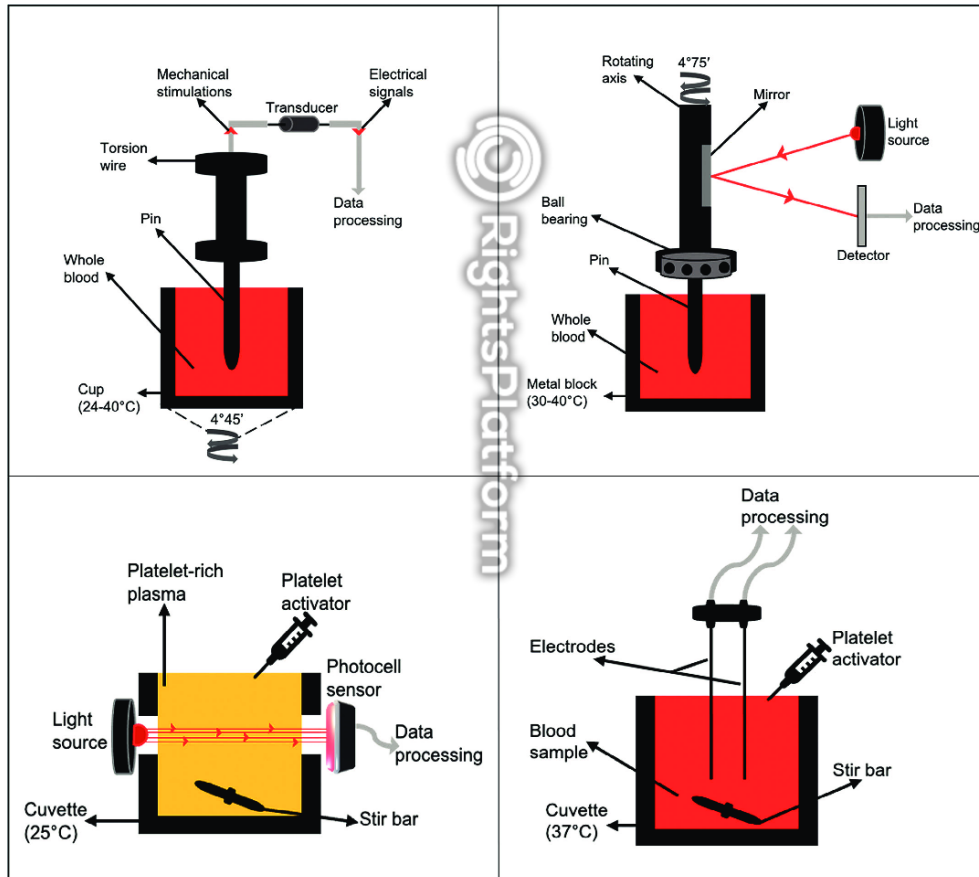 Mechanical
stimulations
Electrical
signals
Transducer
Torsion
wire
Data
processing
Pin
Whole
blood
Cup
(24-40°C)
4°45'
Rotating
axis
4°75'
Mirror
Light
source
Ball
bearing
Data
processing
Detector
Pin
Whole
blood
Metal block
(30-40°C)
© RightsPlatform
Platelet-rich
plasma
Platelet
activator
Photocell
sensor
Light
source
Data
processing
Cuvette
(25°C)
Stir bar
Data
processing
Electrodes
Platelet
activator
Blood
sample
Stir bar
Cuvette
(37°C)